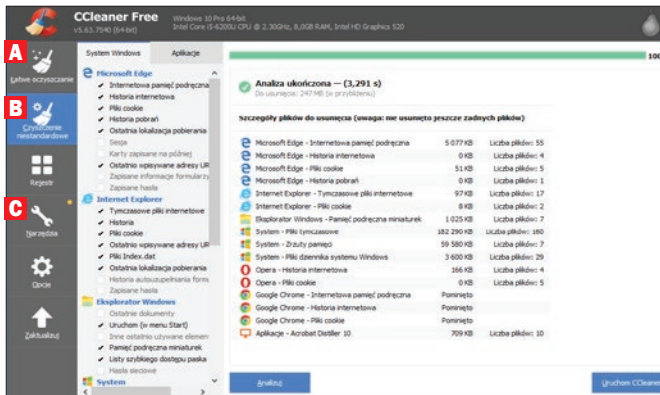 CCleaner Free
v5.63.7540 (64-bit)
Windows 10 Pro 64-bit
Intel Core i5-6200U CPU @ 2.30GHz, 8,0GB RAM, Intel HD Graphics 520
A
Łatwe oczyszczanie
B
Czyszczenie niestandardowe
Rejestr
C
Narzędzia
Opcje
Zaktualizuj
System Windows
Aplikacje
Microsoft Edge
Internetowa pamięć podręczna
Historia internetowa
Pliki cookie
Historia pobrań
Ostatnia lokalizacja pobierania
Sesja
Karty zapisane na później
Ostatnio wpisywane adresy UR
Zapisane informacje formularzy
Zapisane hasła
Internet Explorer
Tymczasowe pliki internetowe
Historia
Pliki cookie
Ostatnio wpisywane adresy UR
Pliki Index.dat
Ostatnia lokalizacja pobierania
Historia autouzupełniania forms
Zapisane hasła
Eksplorator Windows
Ostatnie dokumenty
Uruchom (w menu Start)
Inne ostatnio używane elemen
Pamięć podręczna miniaturek
Listy szybkiego dostępu paska
Hasła sieciowe
System
100
Analiza ukończona — (3,291 s)
Do usunięcia: 247 MB (w przybliżeniu)
Szczegóły plików do usunięcia (uwaga: nie usunięto jeszcze żadnych plików)
Microsoft Edge - Internetowa pamięć podręczna 5 077 KB Liczba plików: 55
Microsoft Edge - Historia internetowa 0 KB Liczba plików: 4
Microsoft Edge - Pliki cookie 51 KB Liczba plików: 5
Microsoft Edge - Historia pobrań 0 KB Liczba plików: 1
Internet Explorer - Tymczasowe pliki internetowe 97 KB Liczba plików: 17
Internet Explorer - Pliki cookie 8 KB Liczba plików: 2
Eksplorator Windows - Pamięć podręczna miniaturek 1 025 KB Liczba plików: 7
System - Pliki tymczasowe 182 290 KB Liczba plików: 160
System - Zrzuty pamięci 59 580 KB Liczba plików: 7
System - Pliki dziennika systemu Windows 3 600 KB Liczba plików: 29
Opera - Historia internetowa 166 KB Liczba plików: 4
Opera - Pliki cookie 0 KB Liczba plików: 5
Google Chrome - Internetowa pamięć podręczna Pominięto
Google Chrome - Historia internetowa Pominięto
Google Chrome - Pliki cookie Pominięto
Aplikacje - Acrobat Distiller 10 709 KB Liczba plików: 10
Analizuj
Uruchom CCleaner